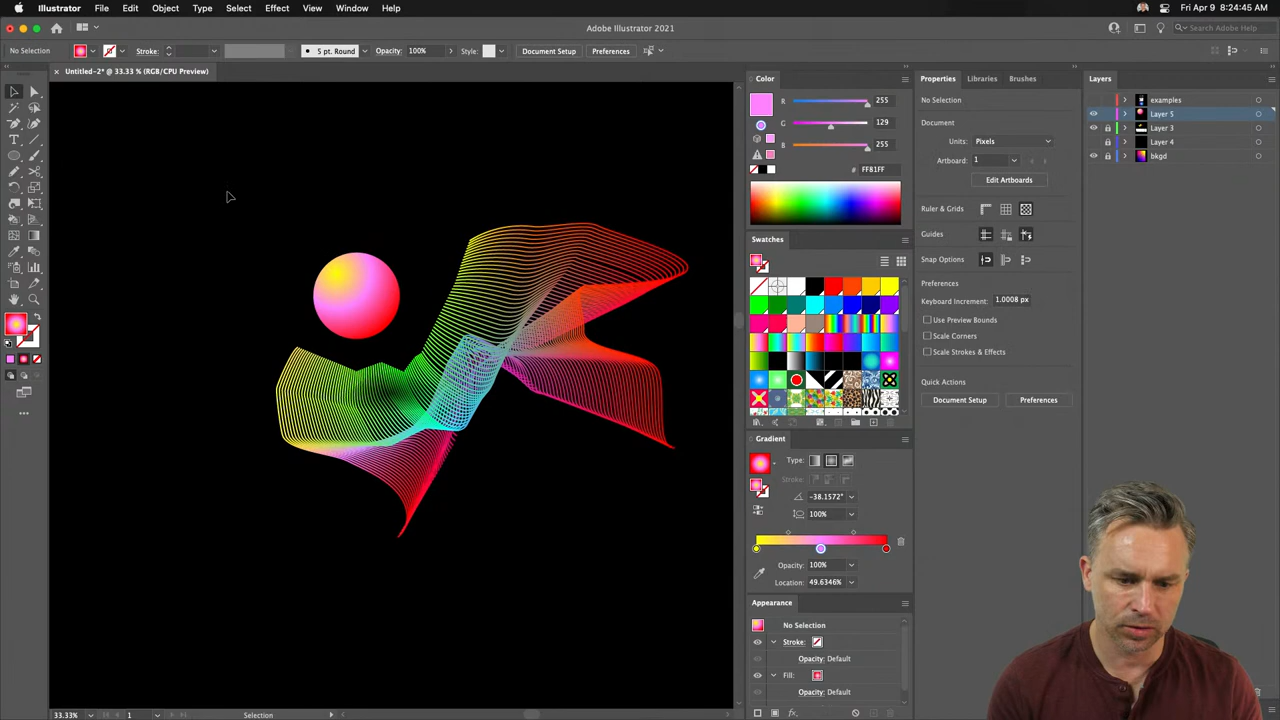 Illustrator File Edit Object Type Select Effect View Window Help
Fri Apr 9 8:24:45 AM
Adobe Illustrator 2021
Search Adobe Help
No Selection
Stroke:
5 pt. Round
Opacity: 100%
Style:
Document Setup
Preferences
× Untitled-2* @ 33.33 % (RGB/CPU Preview)
Color
R 255
G 129
B 255
# FF81FF
Swatches
Gradient
Type:
Stroke:
-38.1572°
100%
Opacity: 100%
Location: 49.6346%
Appearance
No Selection
Stroke:
Opacity: Default
Fill:
Opacity: Default
Properties Libraries Brushes
No Selection
Document
Units: Pixels
Artboard: 1
Edit Artboards
Ruler & Grids
Guides
Snap Options
Preferences
Keyboard Increment: 1.0008 px
Use Preview Bounds
Scale Corners
Scale Strokes & Effects
Quick Actions
Document Setup Preferences
Layers
examples
Layer 5
Layer 3
Layer 4
bkgd
33.33% 1 Selection